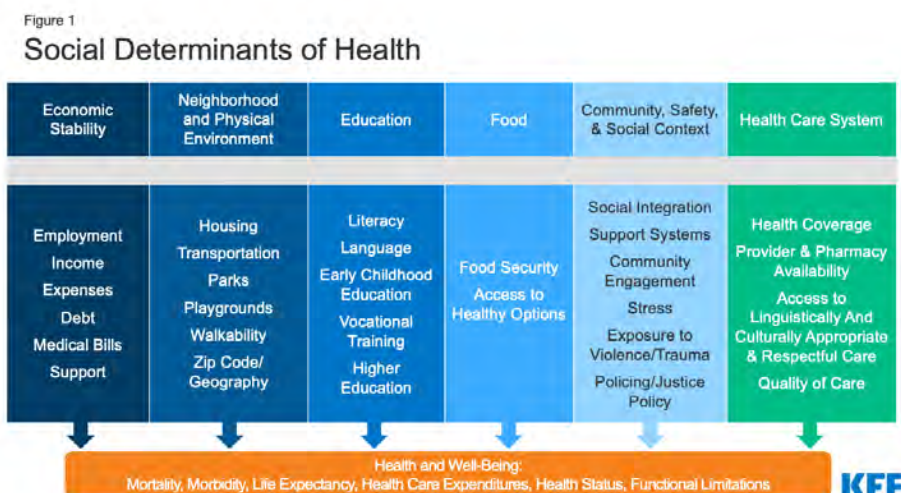 Figure 1
Social Determinants of Health
Economic
Stability
Neighborhood
and Physical
Environment
Education
Food
Community, Safety,
& Social Context
Health Care System
Employment
Income
Expenses
Debt
Medical Bills
Support
Housing
Transportation
Parks
Playgrounds
Walkability
Zip Code/
Geography
Literacy
Language
Early Childhood
Education
Vocational
Training
Higher
Education
Food Security
Access to
Healthy Options
Social Integration
Support Systems
Community
Engagement
Stress
Exposure to
Violence/Trauma
Policing/Justice
Policy
Health Coverage
Provider & Pharmacy
Availability
Access to
Linguistically And
Culturally Appropriate
& Respectful Care
Quality of Care
Health and Well-Being:
Mortality, Morbidity, Life Expectancy, Health Care Expenditures, Health Status, Functional Limitations
KFF